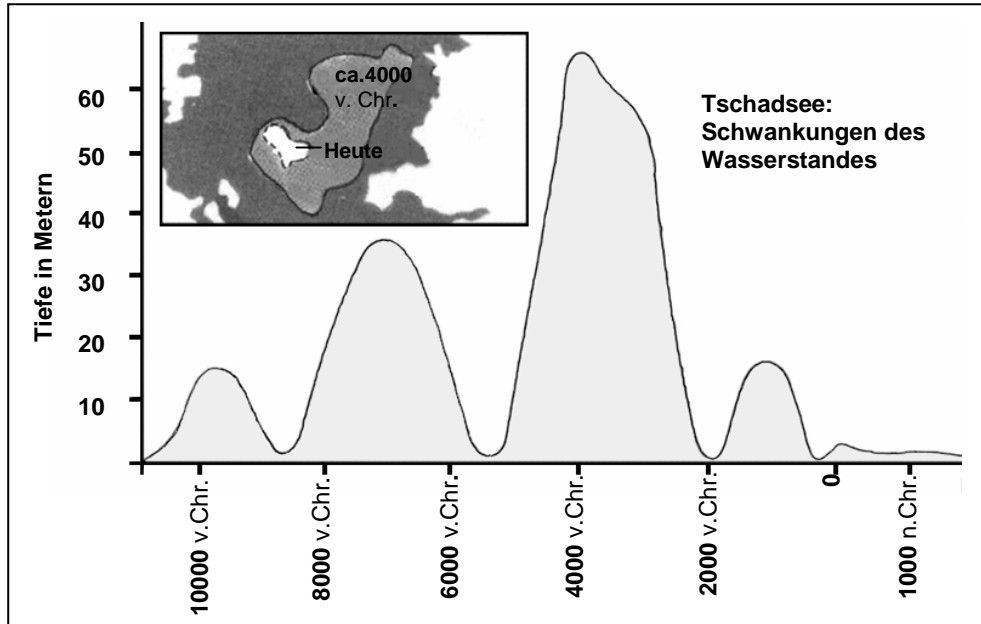 ca.4000
v. Chr.
Heute
Tschadsee:
Schwankungen des
Wasserstandes
Tiefe in Metern
60
50
40
30
20
10
10000 v.Chr.
8000 v.Chr.
6000 v.Chr.
4000 v.Chr.
2000 v.Chr.
0
1000 n.Chr.